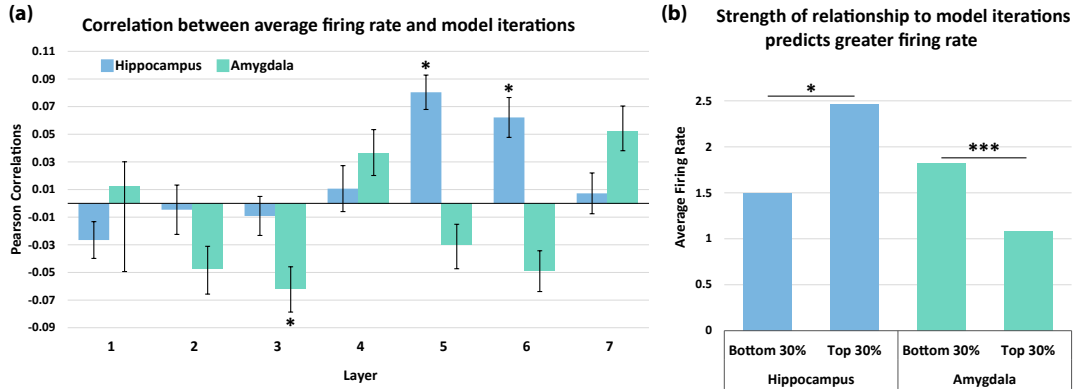 (a)
Correlation between average firing rate and model iterations
Hippocampus Amygdala
Pearson Correlations
0.11
0.09
0.07
0.05
0.03
0.01
-0.01
-0.03
-0.05
-0.07
-0.09
* * *
1 2 3 4 5 6 7
Layer
(b)
Strength of relationship to model iterations
predicts greater firing rate
Average Firing Rate
2.5
2
1.5
1
0.5
0
* ***
Bottom 30% Top 30% Bottom 30% Top 30%
Hippocampus Amygdala